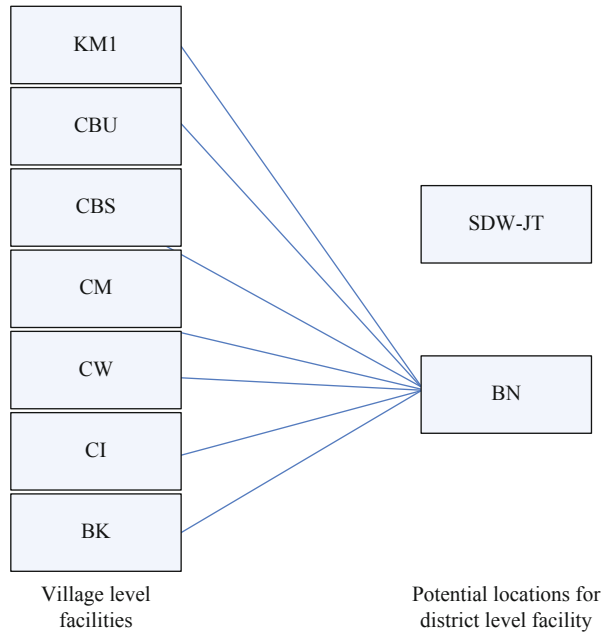 KM1
CBU
CBS
CM
CW
CI
BK
SDW-JT
BN
Village level
facilities
Potential locations for
district level facility